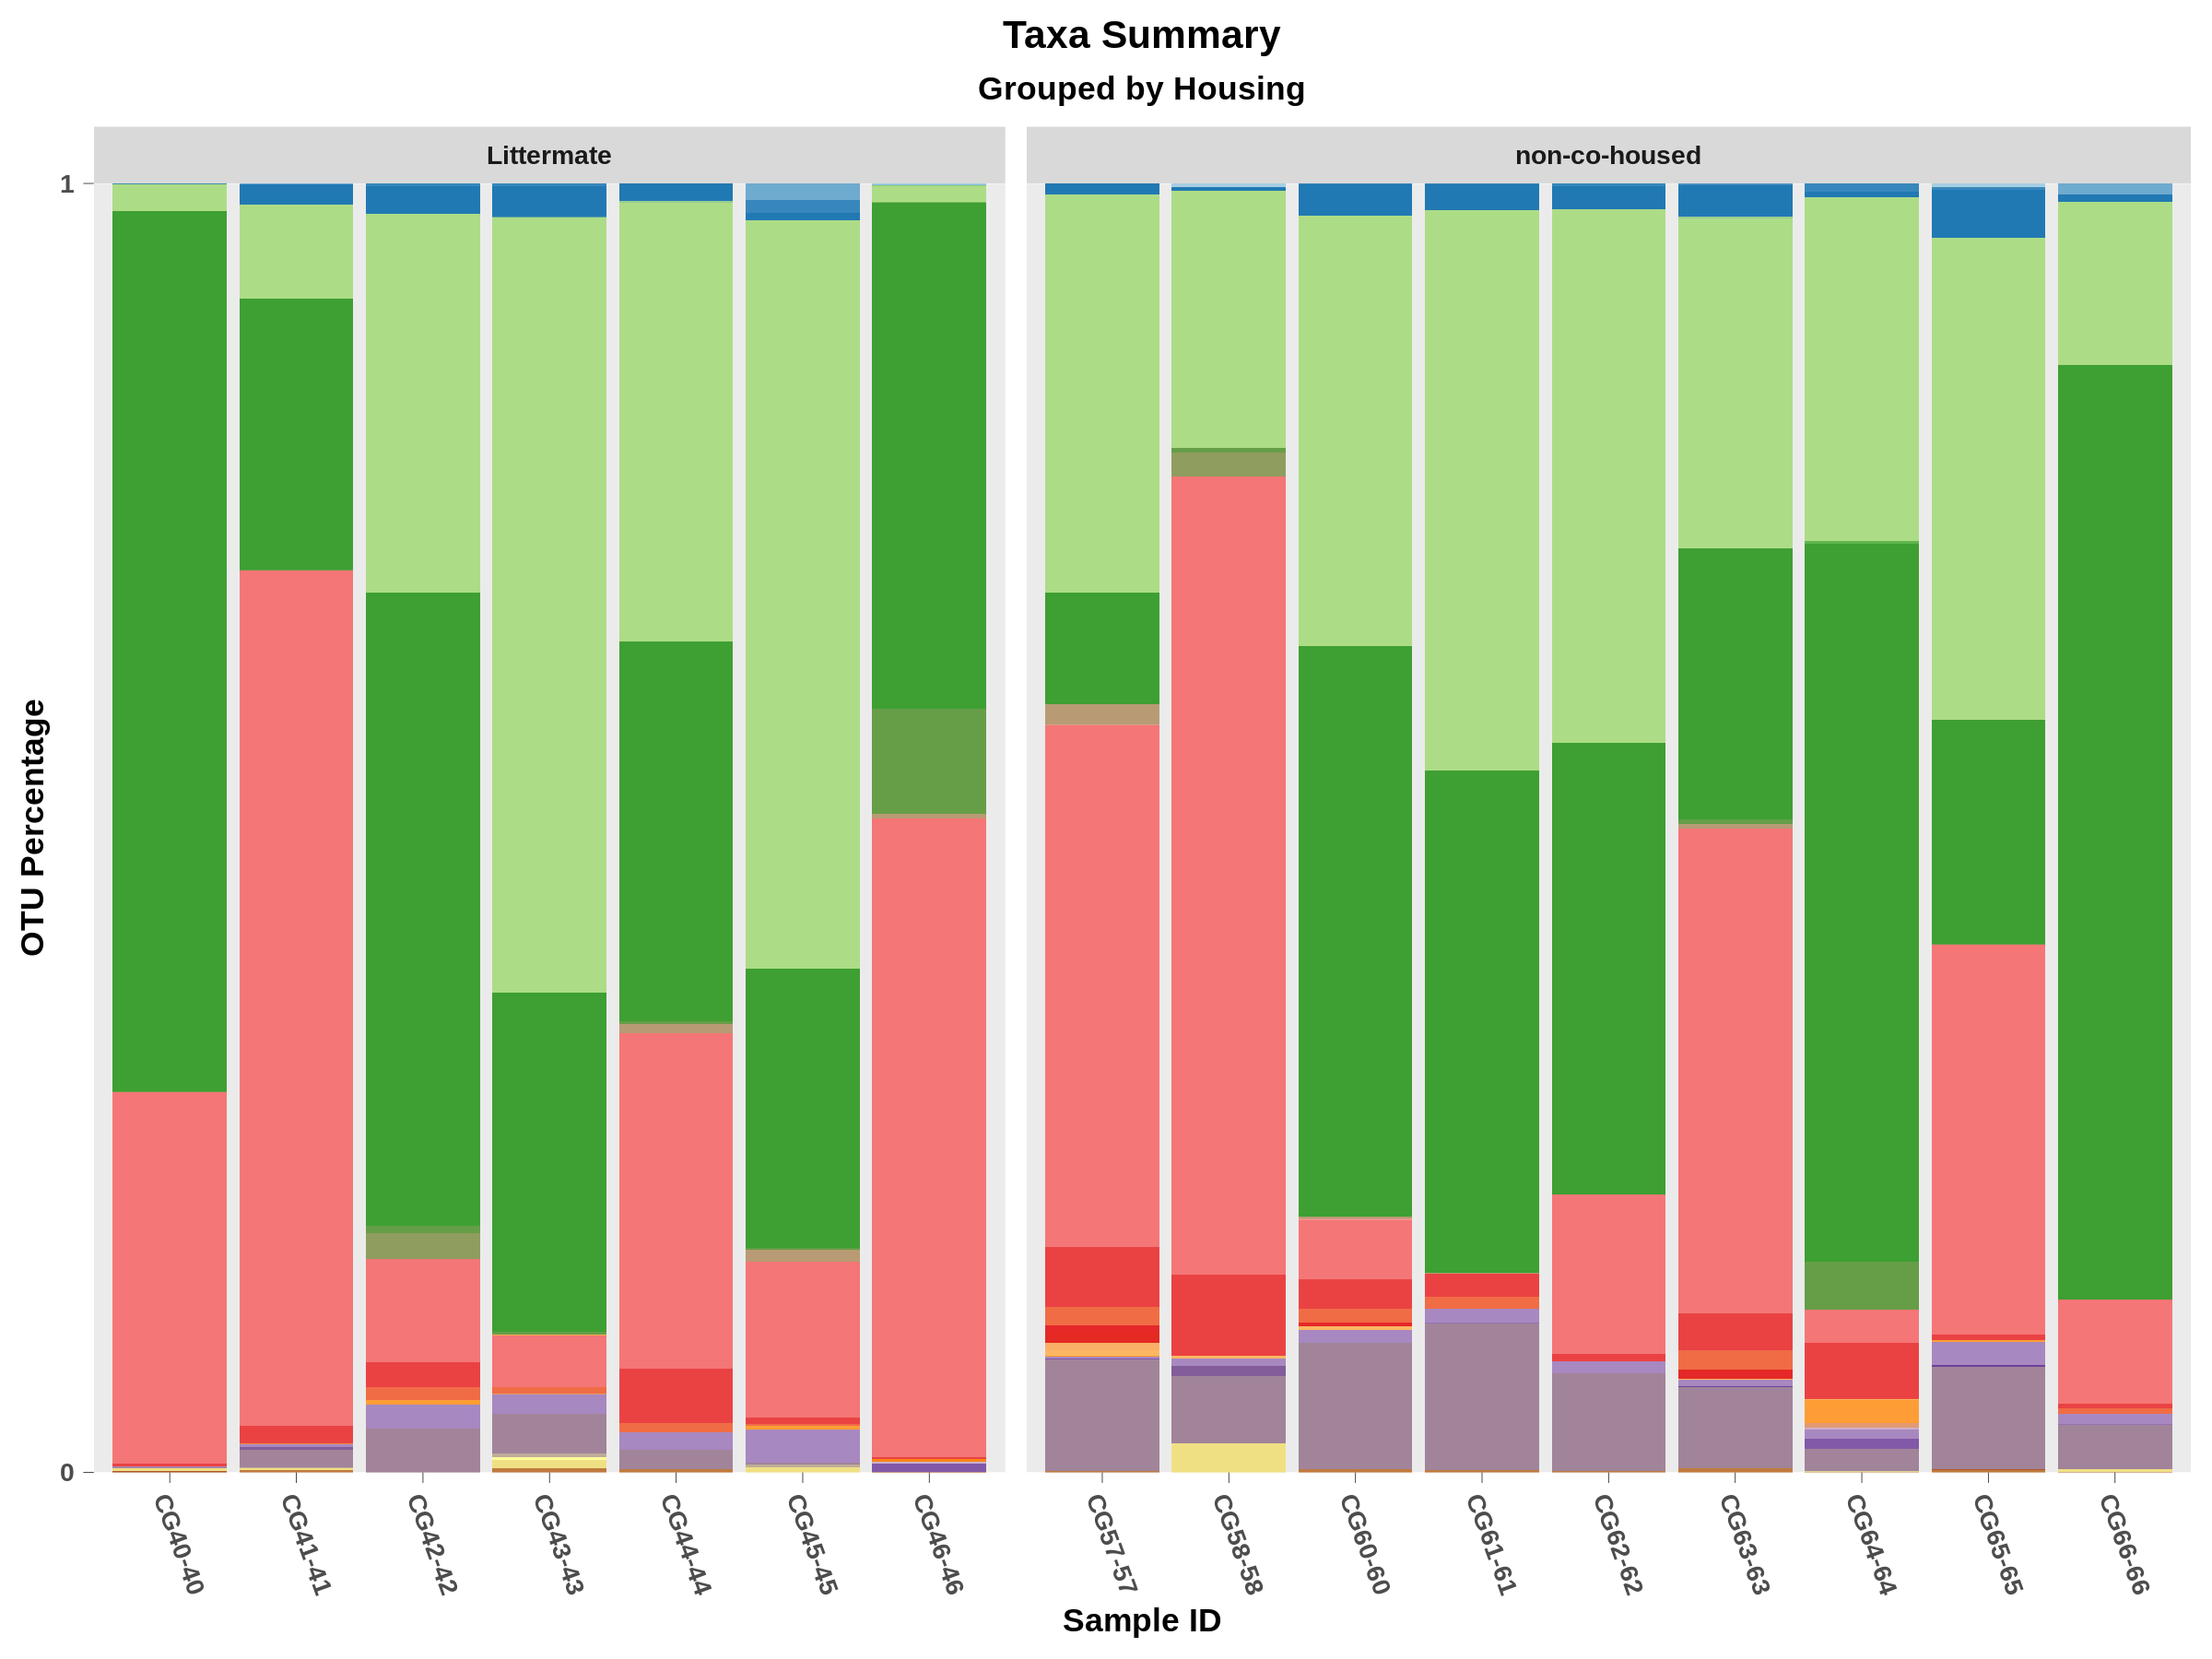 Taxa Summary
Grouped by Housing
Littermate
non-co-housed
1
OTU Percentage
0
CG40-40
CG41-41
CG42-42
CG43-43
CG44-44
CG45-45
CG46-46
CG57-57
CG58-58
CG60-60
CG61-61
CG62-62
CG63-63
CG64-64
CG65-65
CG66-66
Sample ID